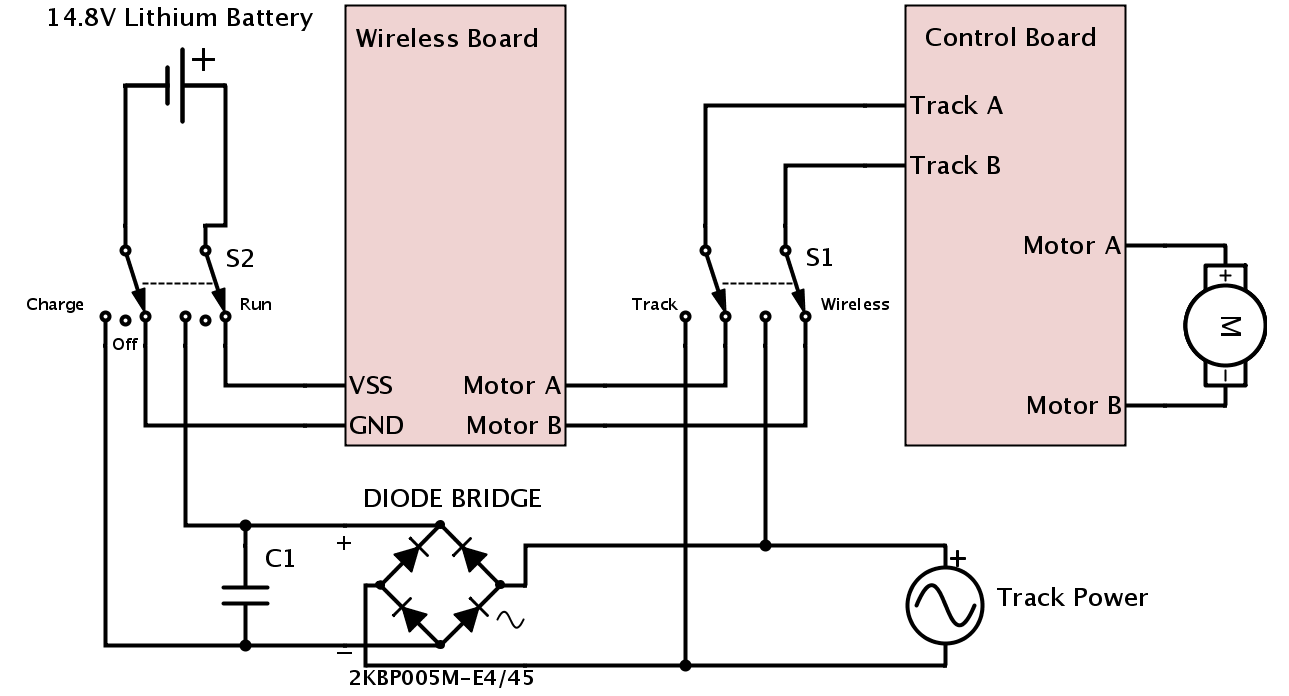 14.8V Lithium Battery
+
Wireless Board
Control Board
Track A
Track B
S2
S1
Motor A
+
M
−
Charge
Run
Off
Track
Wireless
VSS
Motor A
GND
Motor B
Motor B
DIODE BRIDGE
+
C1
+
Track Power
−
2KBP005M-E4/45